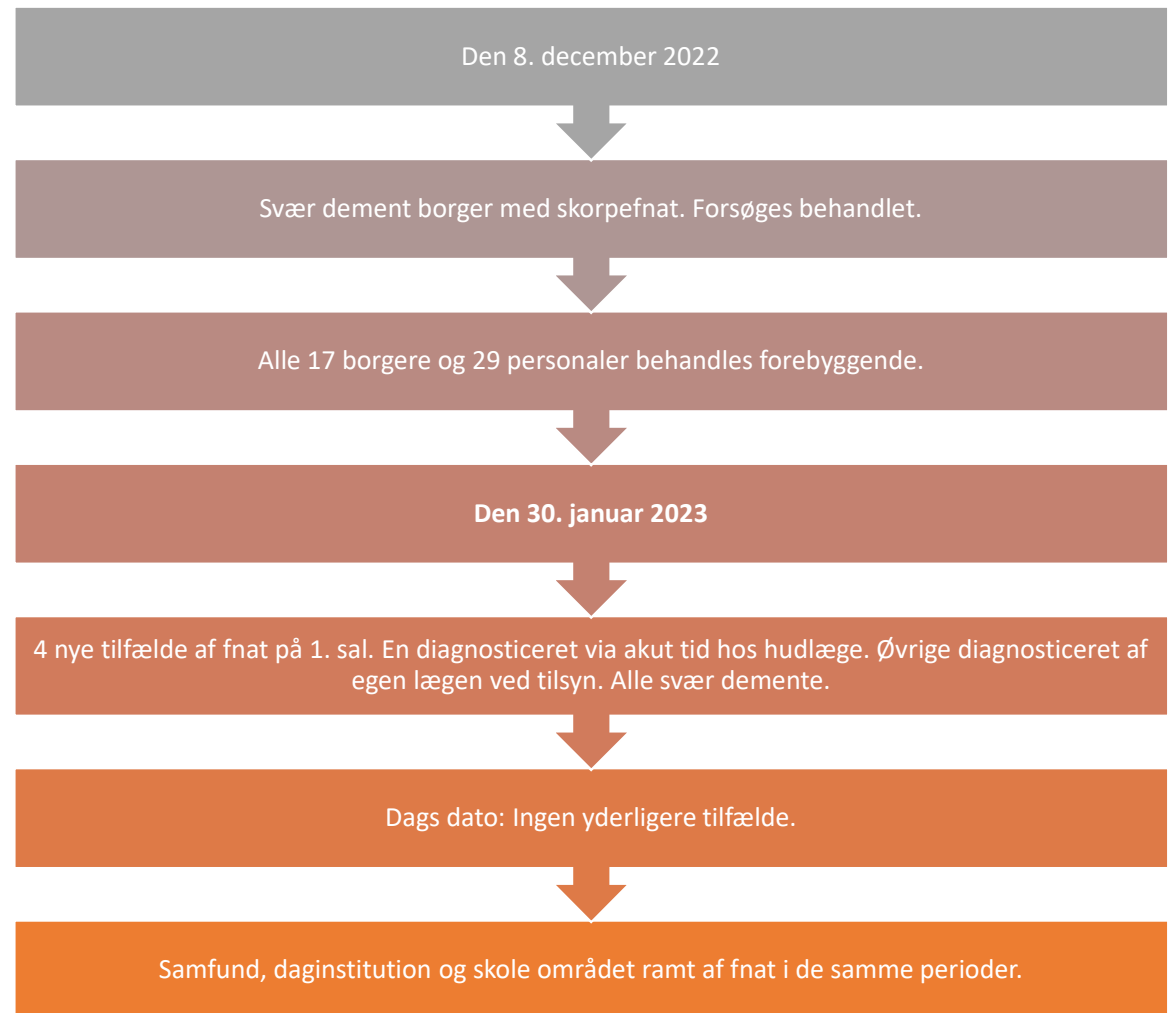 Den 8. december 2022
Svær dement borger med skorpefnat. Forsøges behandlet.
Alle 17 borgere og 29 personaler behandles forebyggende.
Den 30. januar 2023
4 nye tilfælde af fnat på 1. sal. En diagnosticeret via akut tid hos hudlæge. Øvrige diagnosticeret af
egen lægen ved tilsyn. Alle svær demente.
Dags dato: Ingen yderligere tilfælde.
Samfund, daginstitution og skole området ramt af fnat i de samme perioder.